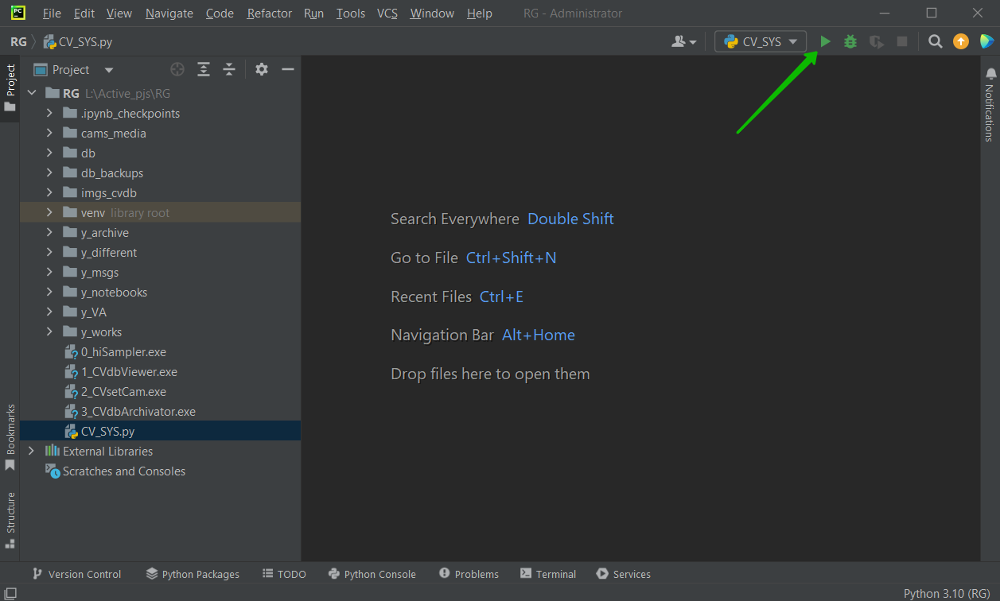 PC
File Edit View Navigate Code Refactor Run Tools VCS Window Help RG - Administrator
RG CV_SYS.py CV_SYS
Project
Project
RG L:\Active_pjs\RG
.ipynb_checkpoints
cams_media
db
db_backups
imgs_cvdb
venv library root
y_archive
y_different
y_msgs
y_notebooks
y_VA
y_works
0_hiSampler.exe
1_CVdbViewer.exe
2_CVsetCam.exe
3_CVdbArchivator.exe
CV_SYS.py
External Libraries
Scratches and Consoles
Bookmarks
Structure
Search Everywhere Double Shift
Go to File Ctrl+Shift+N
Recent Files Ctrl+E
Navigation Bar Alt+Home
Drop files here to open them
Notifications
Version Control Python Packages TODO Python Console Problems Terminal Services
Python 3.10 (RG)